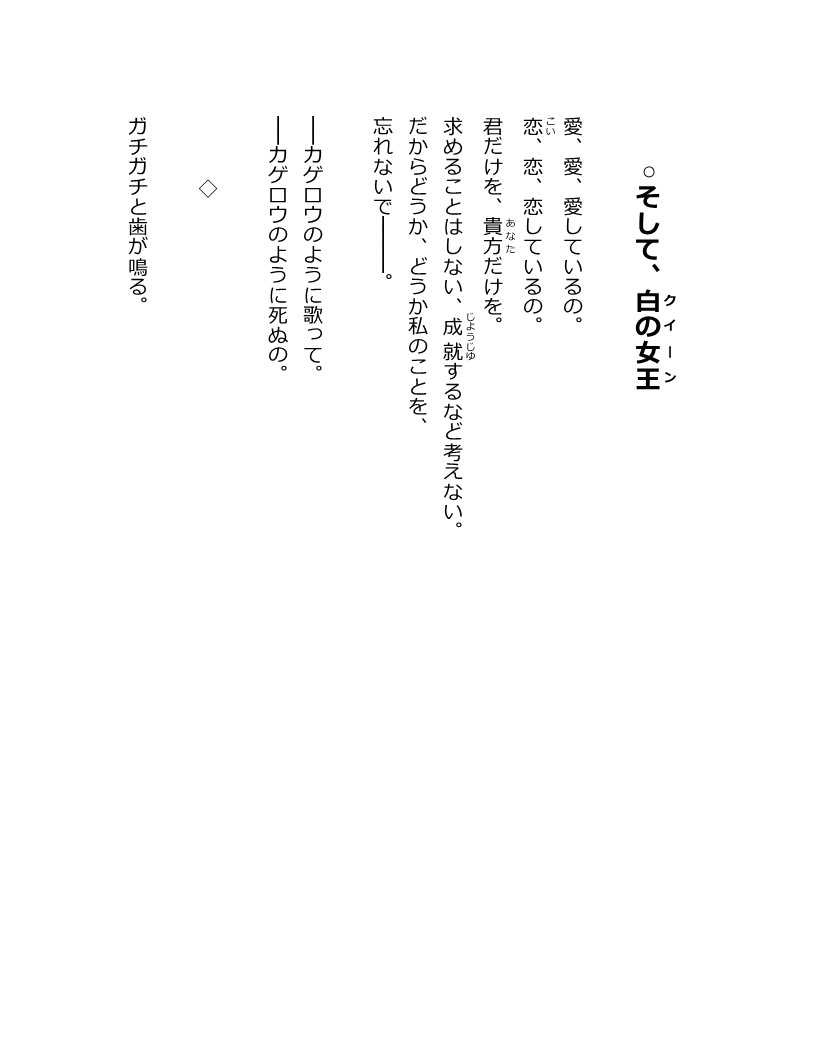 ○そして、白の女王
クイーン
愛、愛、愛しているの。
恋、恋、恋しているの。
こい
君だけを、貴方だけを。
あなた
求めることはしない、成就するなど考えない。
じようじゆ
だからどうか、どうか私のことを、
忘れないで―――。
―カゲロウのように歌って。
―カゲロウのように死ぬの。
◇
ガチガチと歯が鳴る。